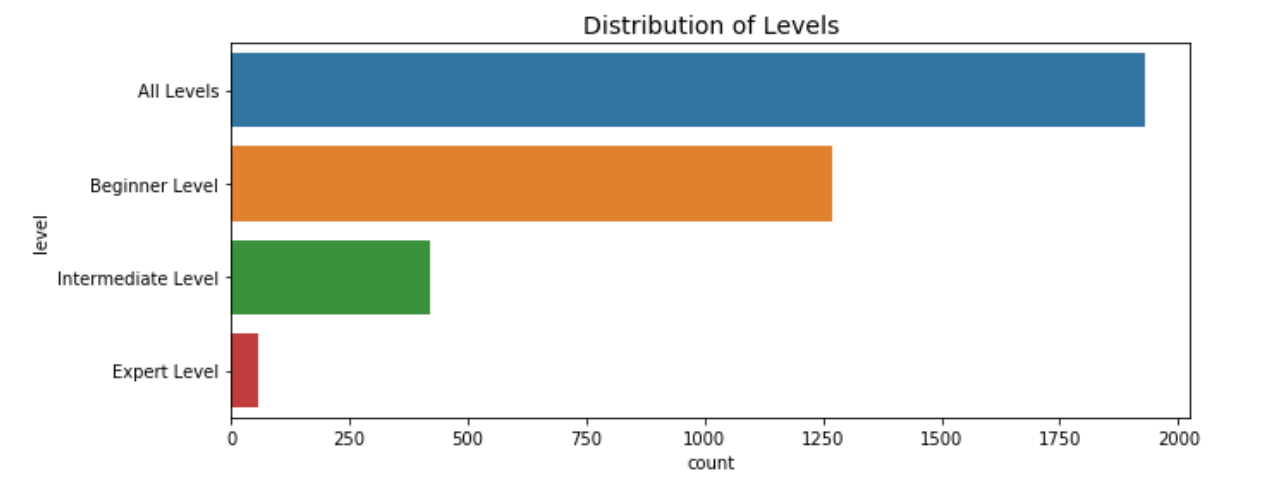 Distribution of Levels
All Levels
Beginner Level
Intermediate Level
Expert Level
level
0 250 500 750 1000 1250 1500 1750 2000
count